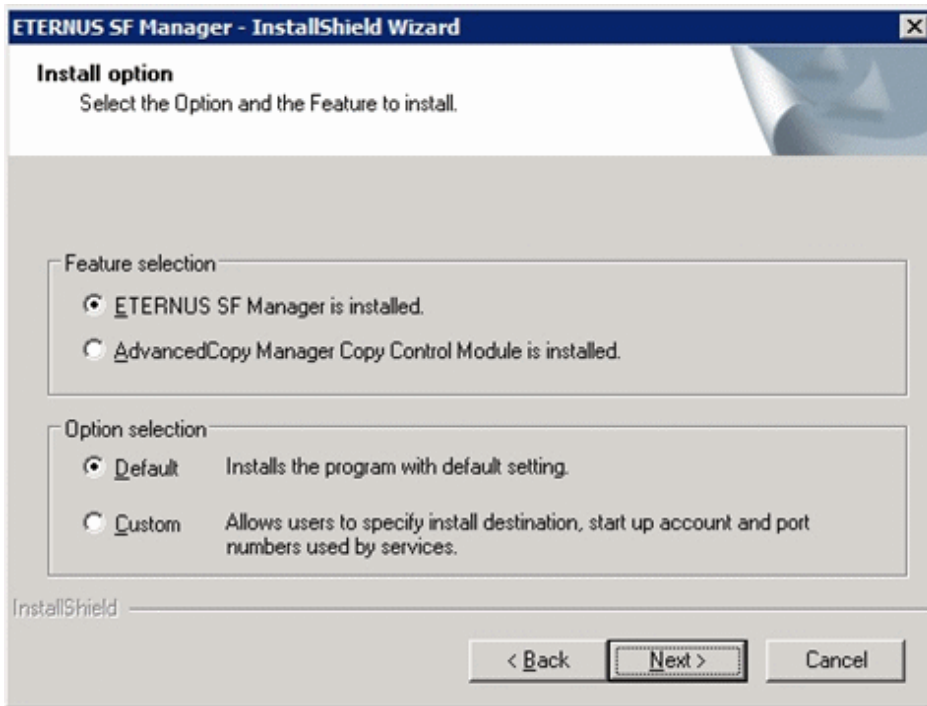 ETERNUS SF Manager - InstallShield Wizard
Install option
Select the Option and the Feature to install.
Feature selection
ETERNUS SF Manager is installed.
AdvancedCopy Manager Copy Control Module is installed.
Option selection
Default Installs the program with default setting.
Custom Allows users to specify install destination, start up account and port
numbers used by services.
InstallShield
< Back Next > Cancel